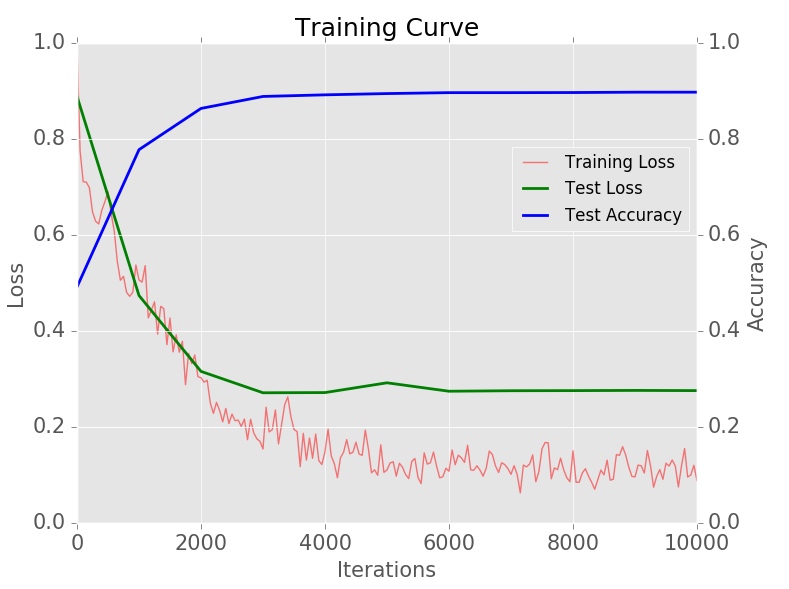 Training Curve
1.0
0.8
0.6
0.4
0.2
0.0
Loss
Training Loss
Test Loss
Test Accuracy
1.0
0.8
0.6
0.4
0.2
0.0
Accuracy
0 2000 4000 6000 8000 10000
Iterations